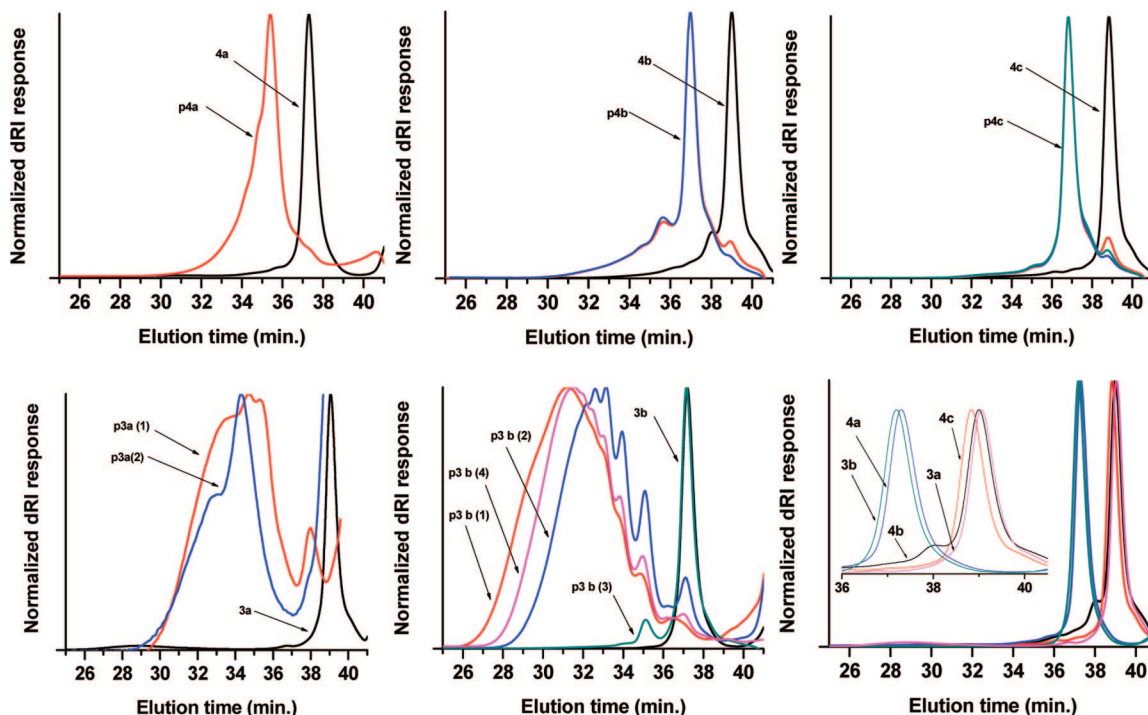 Normalized dRI response
4a
p4a
26 28 30 32 34 36 38 40
Elution time (min.)
Normalized dRI response
4b
p4b
26 28 30 32 34 36 38 40
Elution time (min.)
Normalized dRI response
4c
p4c
26 28 30 32 34 36 38 40
Elution time (min.)
Normalized dRI response
p3a (1)
p3a(2)
3a
26 28 30 32 34 36 38 40
Elution time (min.)
Normalized dRI response
3b
p3 b (2)
p3 b (4)
p3 b (1)
p3 b (3)
26 28 30 32 34 36 38 40
Elution time (min.)
Normalized dRI response
4a
4c
3b
3a
4b
36 38 40
26 28 30 32 34 36 38 40
Elution time (min.)